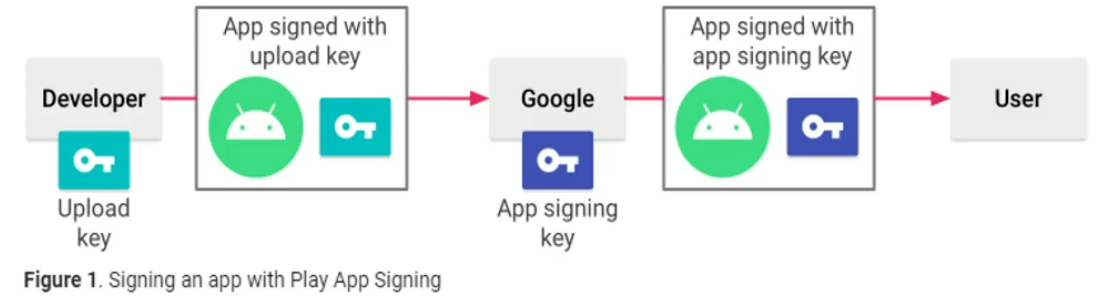 App signed with
upload key
App signed with
app signing key
Developer
Google
User
Upload
key
App signing
key
Figure 1. Signing an app with Play App Signing